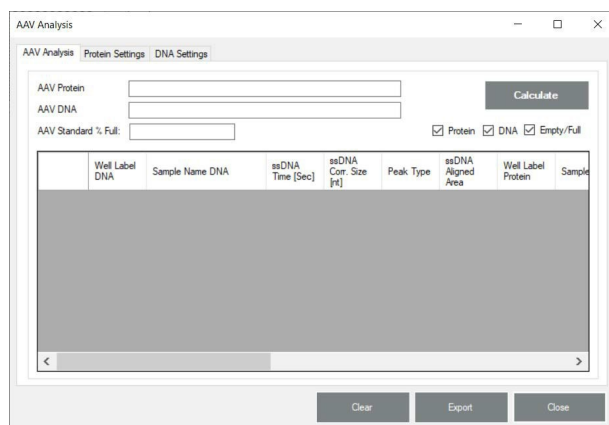 AAV Analysis
AAV Analysis Protein Settings DNA Settings
AAV Protein
Calculate
AAV DNA
AAV Standard % Full:
Protein DNA Empty/Full
Well Label DNA
Sample Name DNA
ssDNA Time [Sec]
ssDNA Corr. Size [nt]
Peak Type
ssDNA Aligned Area
Well Label Protein
Sample
Clear Export Close